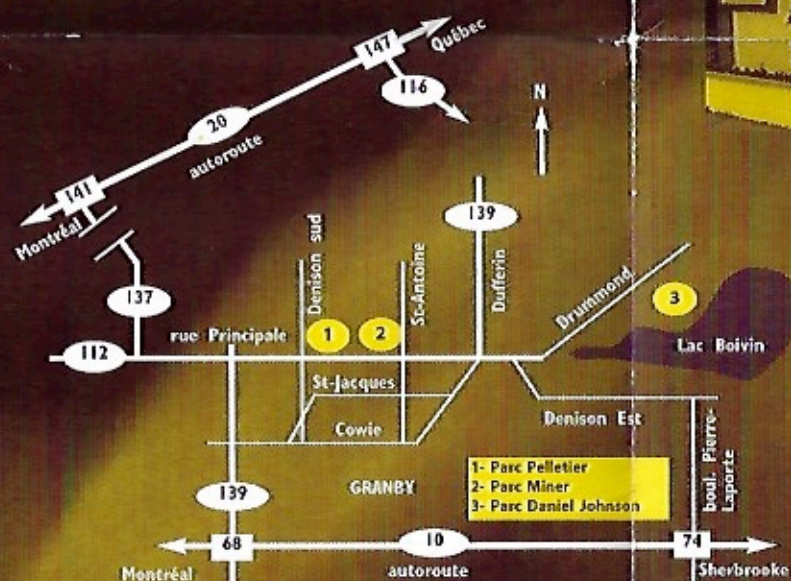 147
Québec
116
20
autoroute
N
141
Montréal
139
Denison sud
St-Antoine
Dufferin
Drummond
137
1
2
3
rue Principale
112
Lac Boivin
St-Jacques
Cowie
Denison Est
boul. Pierre-
Laporte
139
GRANBY
1- Parc Pelletier
2- Parc Miner
3- Parc Daniel Johnson
68
10
74
Montréal
autoroute
Sherbrooke